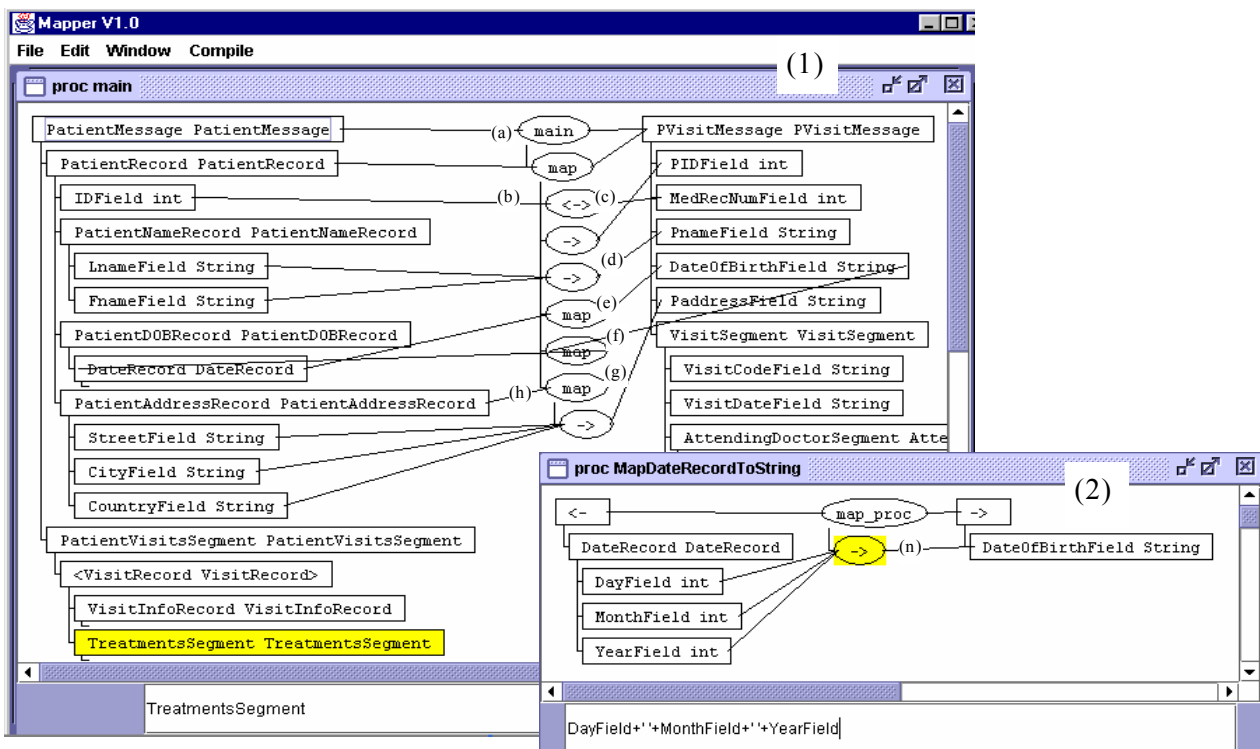 Mapper V1.0
File Edit Window Compile
(1)
proc main
PatientMessage PatientMessage (a) main PVisitMessage PVisitMessage
PatientRecord PatientRecord map PIDField int
IDField int (b) <-> (c) MedRecNumField int
PatientNameRecord PatientNameRecord -> PnameField String
LnameField String -> (d) DateOfBirthField String
FnameField String map (e) PaddressField String
PatientDOBRecord PatientDOBRecord map (f) VisitSegment VisitSegment
DateRecord DateRecord map (g) VisitCodeField String
PatientAddressRecord PatientAddressRecord (h) VisitDateField String
StreetField String -> AttendingDoctorSegment Atte
CityField String
CountryField String
PatientVisitsSegment PatientVisitsSegment
<VisitRecord VisitRecord>
VisitInfoRecord VisitInfoRecord
TreatmentsSegment TreatmentsSegment
TreatmentsSegment
proc MapDateRecordToString
(2)
<- map_proc ->
DateRecord DateRecord -> (n) DateOfBirthField String
DayField int
MonthField int
YearField int
DayField+' '+MonthField+' '+YearField